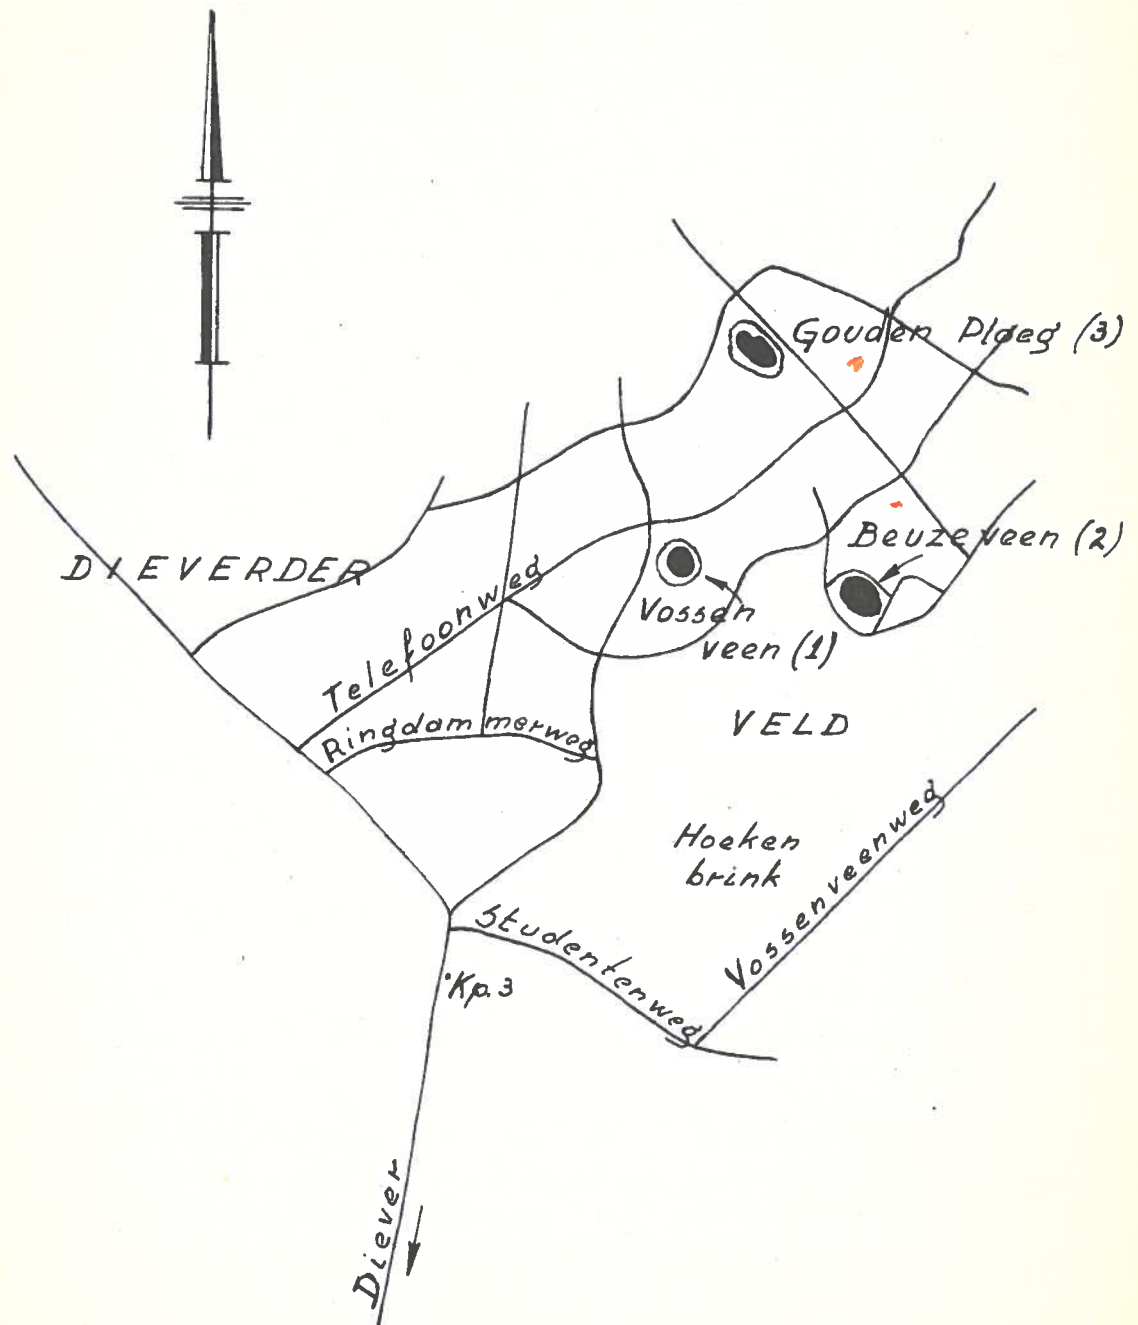 Gouden Ploeg (3)
Beuzeveen (2)
DIEVERDER
Telefoonweg
Vossen
veen (1)
Ringdammerweg
VELD
Hoeken
brink
Vossenveenweg
Studentenweg
Kp. 3
Diever